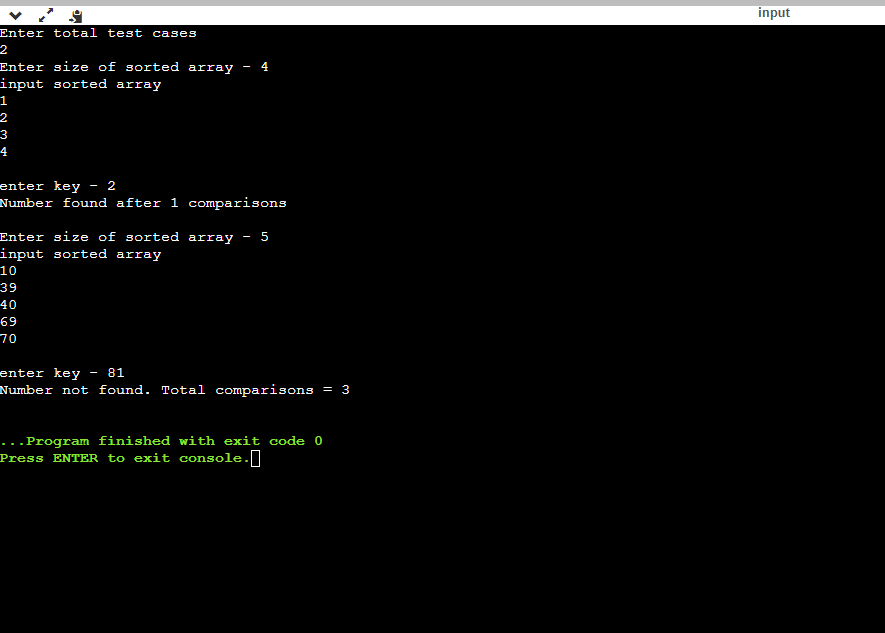 input
Enter total test cases
2
Enter size of sorted array - 4
input sorted array
1
2
3
4
enter key - 2
Number found after 1 comparisons
Enter size of sorted array - 5
input sorted array
10
39
40
69
70
enter key - 81
Number not found. Total comparisons = 3
...Program finished with exit code 0
Press ENTER to exit console.